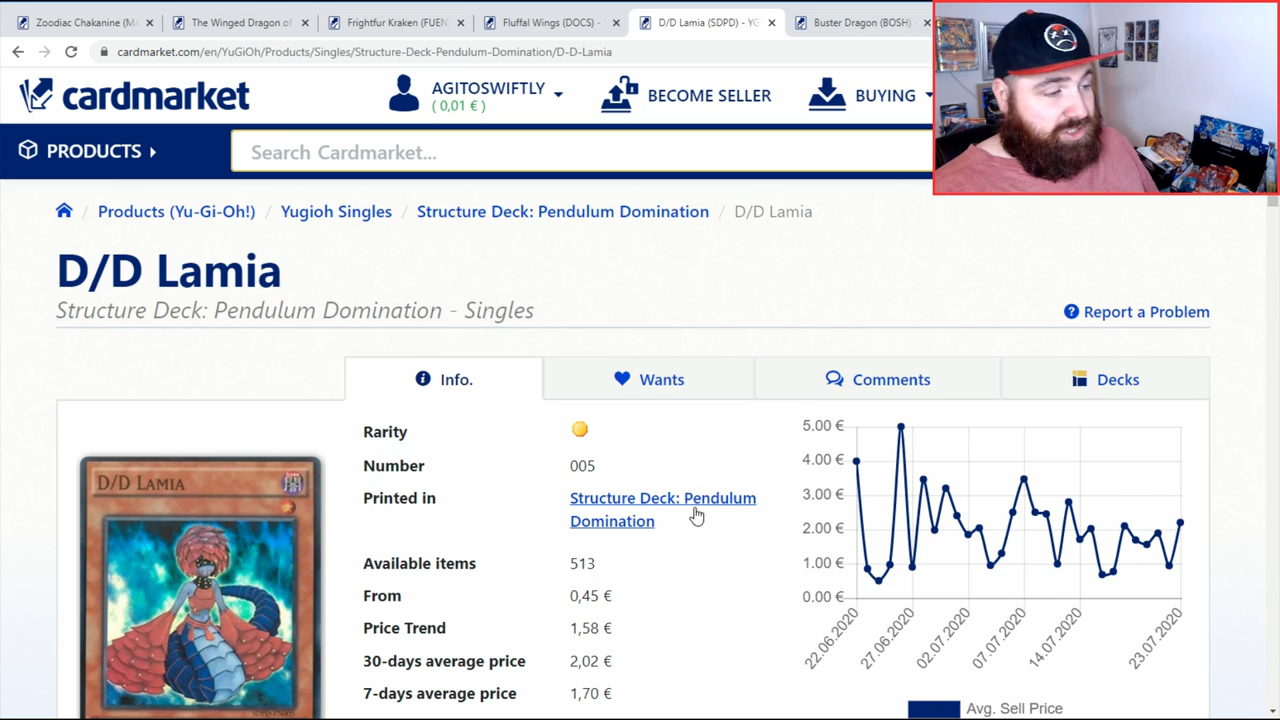 Zoodiac Chakanine (M
The Winged Dragon o
Frightfur Kraken (FUEN
Fluffal Wings (DOCS) -
D/D Lamia (SDPD) - YG
Buster Dragon (BOSH)
cardmarket.com/en/YuGiOh/Products/Singles/Structure-Deck-Pendulum-Domination/D-D-Lamia
cardmarket
AGITOSWIFTLY
( 0,01 € )
BECOME SELLER
BUYING
PRODUCTS
Search Cardmarket...
Products (Yu-Gi-Oh!) / Yugioh Singles / Structure Deck: Pendulum Domination / D/D Lamia
D/D Lamia
Structure Deck: Pendulum Domination - Singles
Report a Problem
Info.
Wants
Comments
Decks
Rarity
Number 005
Printed in Structure Deck: Pendulum
Domination
Available items 513
From 0,45 €
Price Trend 1,58 €
30-days average price 2,02 €
7-days average price 1,70 €
D/D LAMIA
5.00 €
4.00 €
3.00 €
2.00 €
1.00 €
0.00 €
22.06.2020
27.06.2020
02.07.2020
07.07.2020
14.07.2020
23.07.2020
Avg. Sell Price